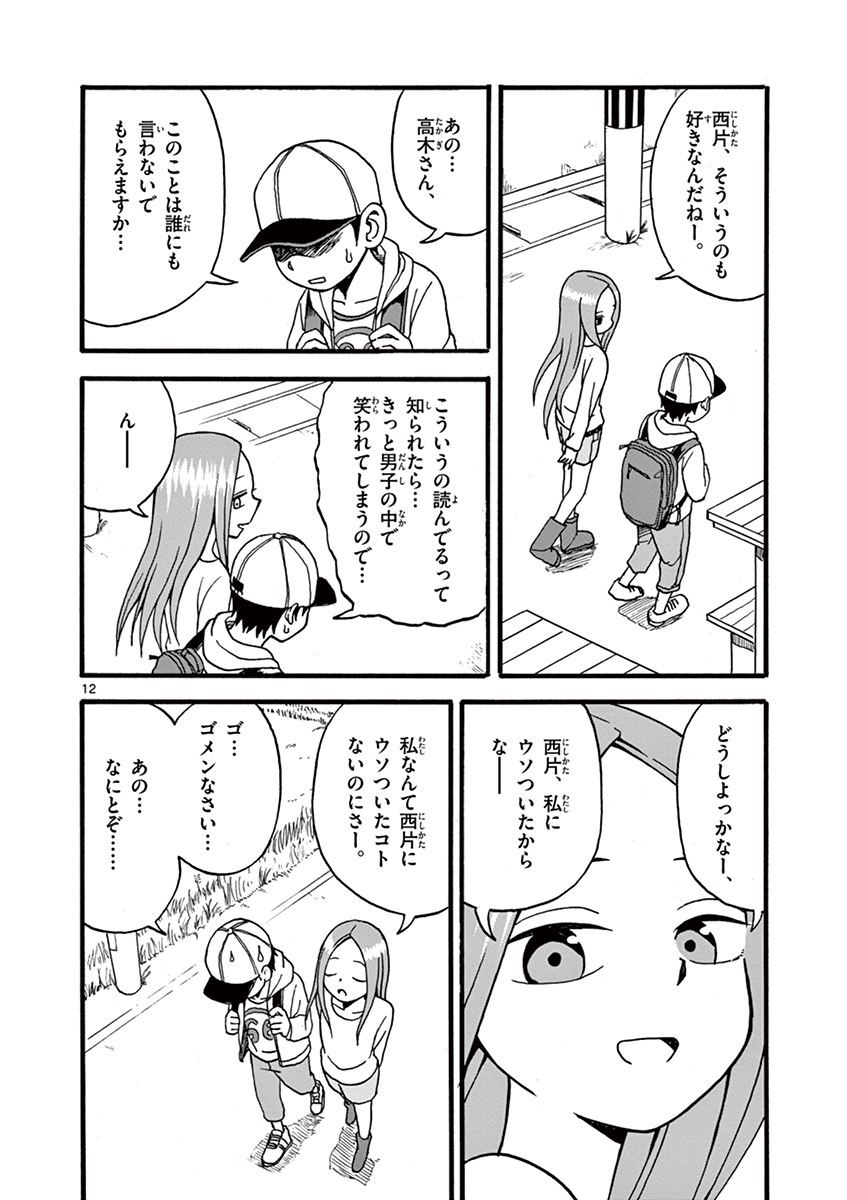 西片、そういうのも
好きなんだねー。
あの…
高木さん、
このことは誰にも
言わないで
もらえますか…
こういうの読んでるって
知られたら…
きっと男子の中で
笑われてしまうので…
んー
12
どうしよっかなー、
西片、私に
ウソついたから
なー
私なんて西片に
ウソついたコト
ないのにさー。
ゴ…
ゴメンなさい…
あの…
なにとぞ……